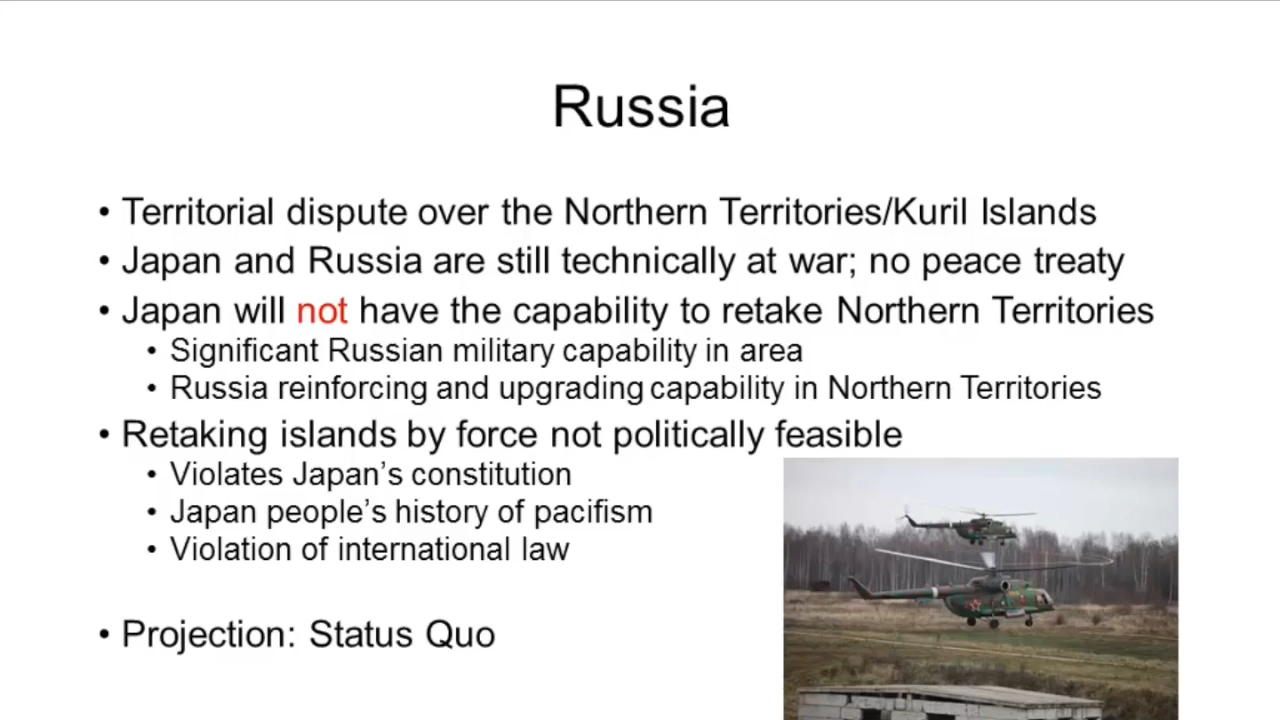 Russia
• Territorial dispute over the Northern Territories/Kuril Islands
• Japan and Russia are still technically at war; no peace treaty
• Japan will not have the capability to retake Northern Territories
• Significant Russian military capability in area
• Russia reinforcing and upgrading capability in Northern Territories
• Retaking islands by force not politically feasible
• Violates Japan’s constitution
• Japan people’s history of pacifism
• Violation of international law
• Projection: Status Quo